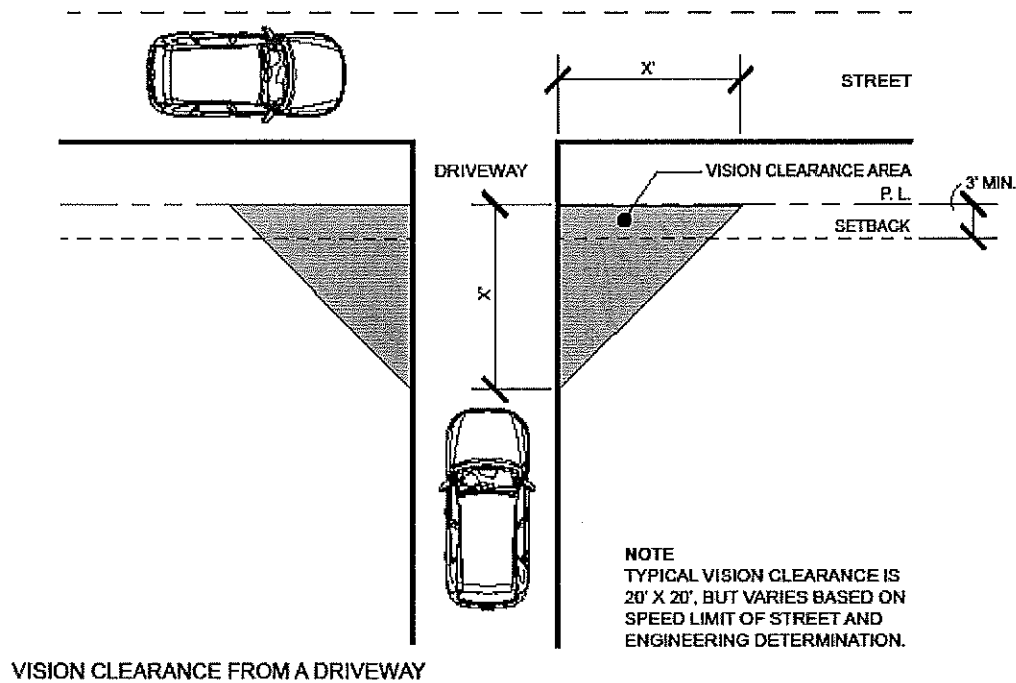 X'
STREET
DRIVEWAY
VISION CLEARANCE AREA
P. L.
3' MIN.
SETBACK
X'
NOTE
TYPICAL VISION CLEARANCE IS
20' X 20', BUT VARIES BASED ON
SPEED LIMIT OF STREET AND
ENGINEERING DETERMINATION.
VISION CLEARANCE FROM A DRIVEWAY